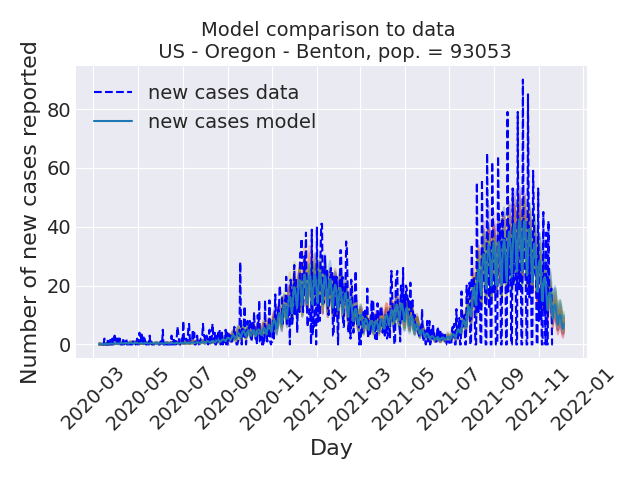 Model comparison to data
US - Oregon - Benton, pop. = 93053
new cases data
new cases model
Number of new cases reported
80
60
40
20
0
2020-03
2020-05
2020-07
2020-09
2020-11
2021-01
2021-03
2021-05
2021-07
2021-09
2021-11
2022-01
Day